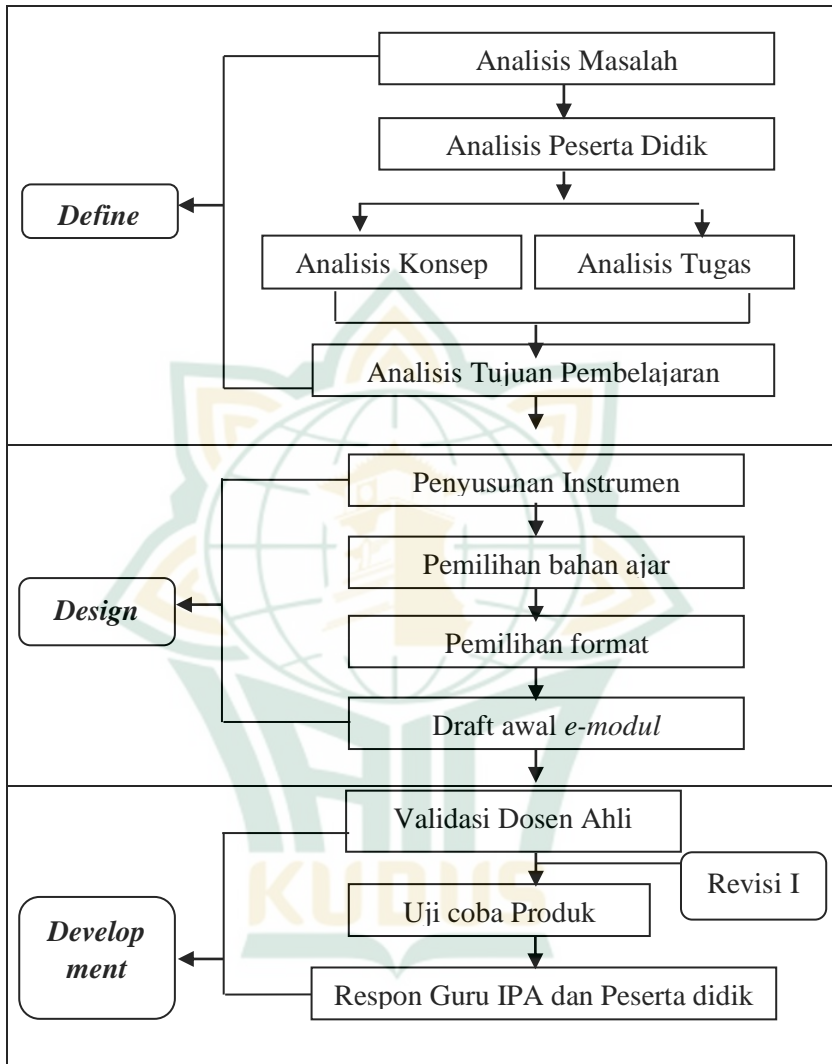 Analisis Masalah
Analisis Peserta Didik
Define
Analisis Konsep
Analisis Tugas
Analisis Tujuan Pembelajaran
Penyusunan Instrumen
Pemilihan bahan ajar
Design
Pemilihan format
Draft awal e-modul
Validasi Dosen Ahli
Revisi I
KUDUS
Uji coba Produk
Develop
ment
Respon Guru IPA dan Peserta didik